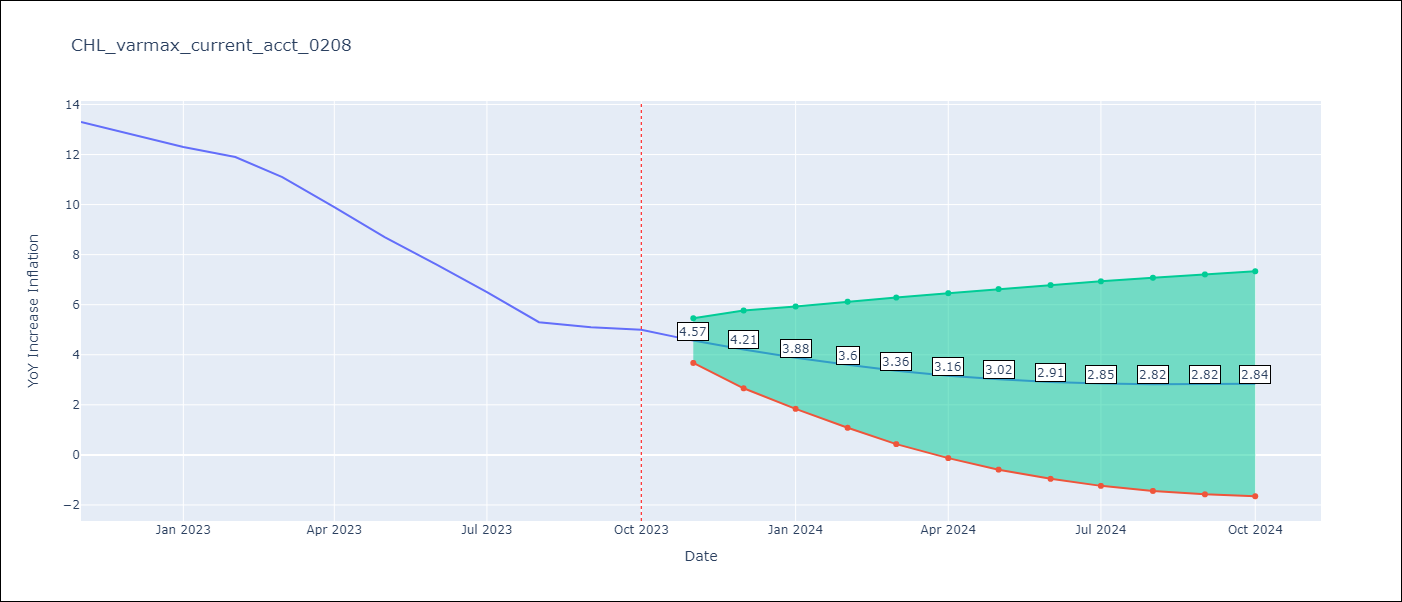 CHL_varmax_current_acct_0208
YoY Increase Inflation
14
12
10
8
6
4
2
0
−2
4.57
4.21
3.88
3.6
3.36
3.16
3.02
2.91
2.85
2.82
2.82
2.84
Jan 2023
Apr 2023
Jul 2023
Oct 2023
Jan 2024
Apr 2024
Jul 2024
Oct 2024
Date